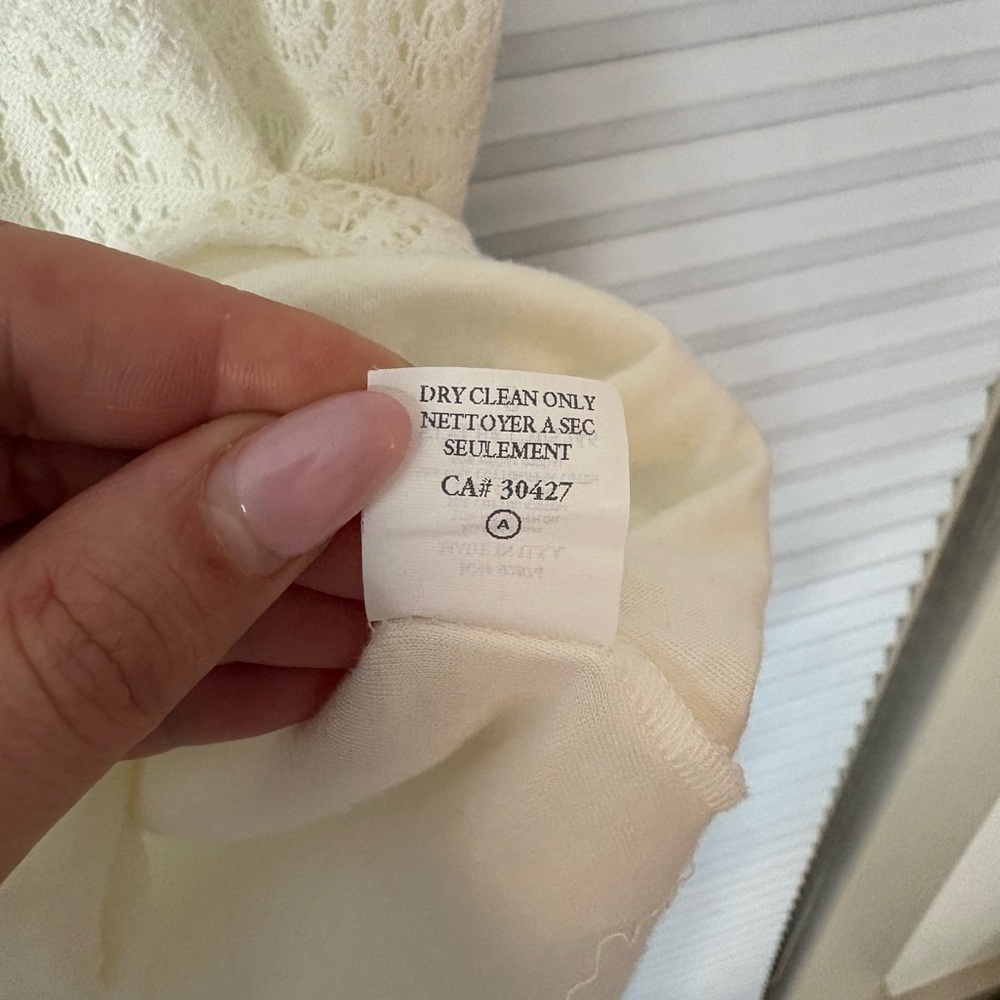 DRY CLEAN ONLY
NETTOYER A SEC
SEULEMENT
CA# 30427
A